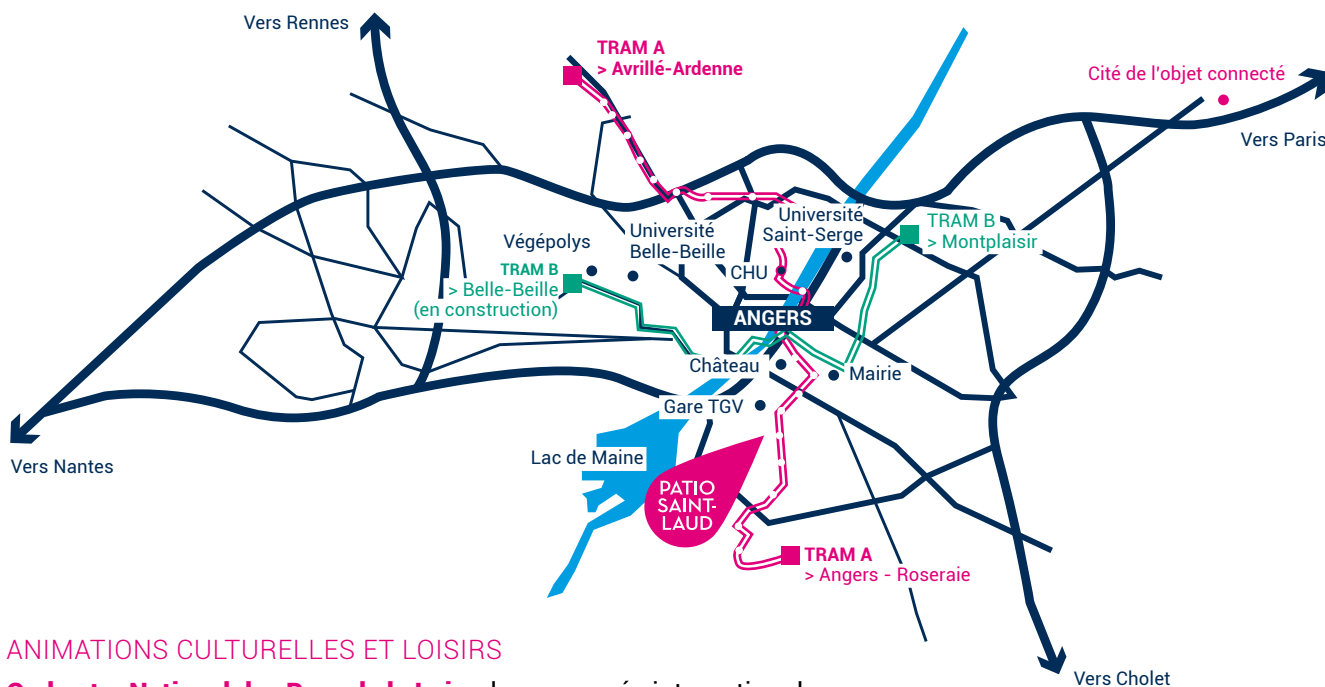 Vers Rennes
TRAM A
> Avrillé-Ardenne
Cité de l'objet connecté
Vers Paris
Université
Saint-Serge
TRAM B
> Montplaisir
Université
Belle-Beille
Végépolys
CHU
TRAM B
> Belle-Beille
(en construction)
ANGERS
Château
Mairie
Gare TGV
Vers Nantes
Lac de Maine
PATIO
SAINT-
LAUD
TRAM A
> Angers - Roseraie
ANIMATIONS CULTURELLES ET LOISIRS
Vers Cholet